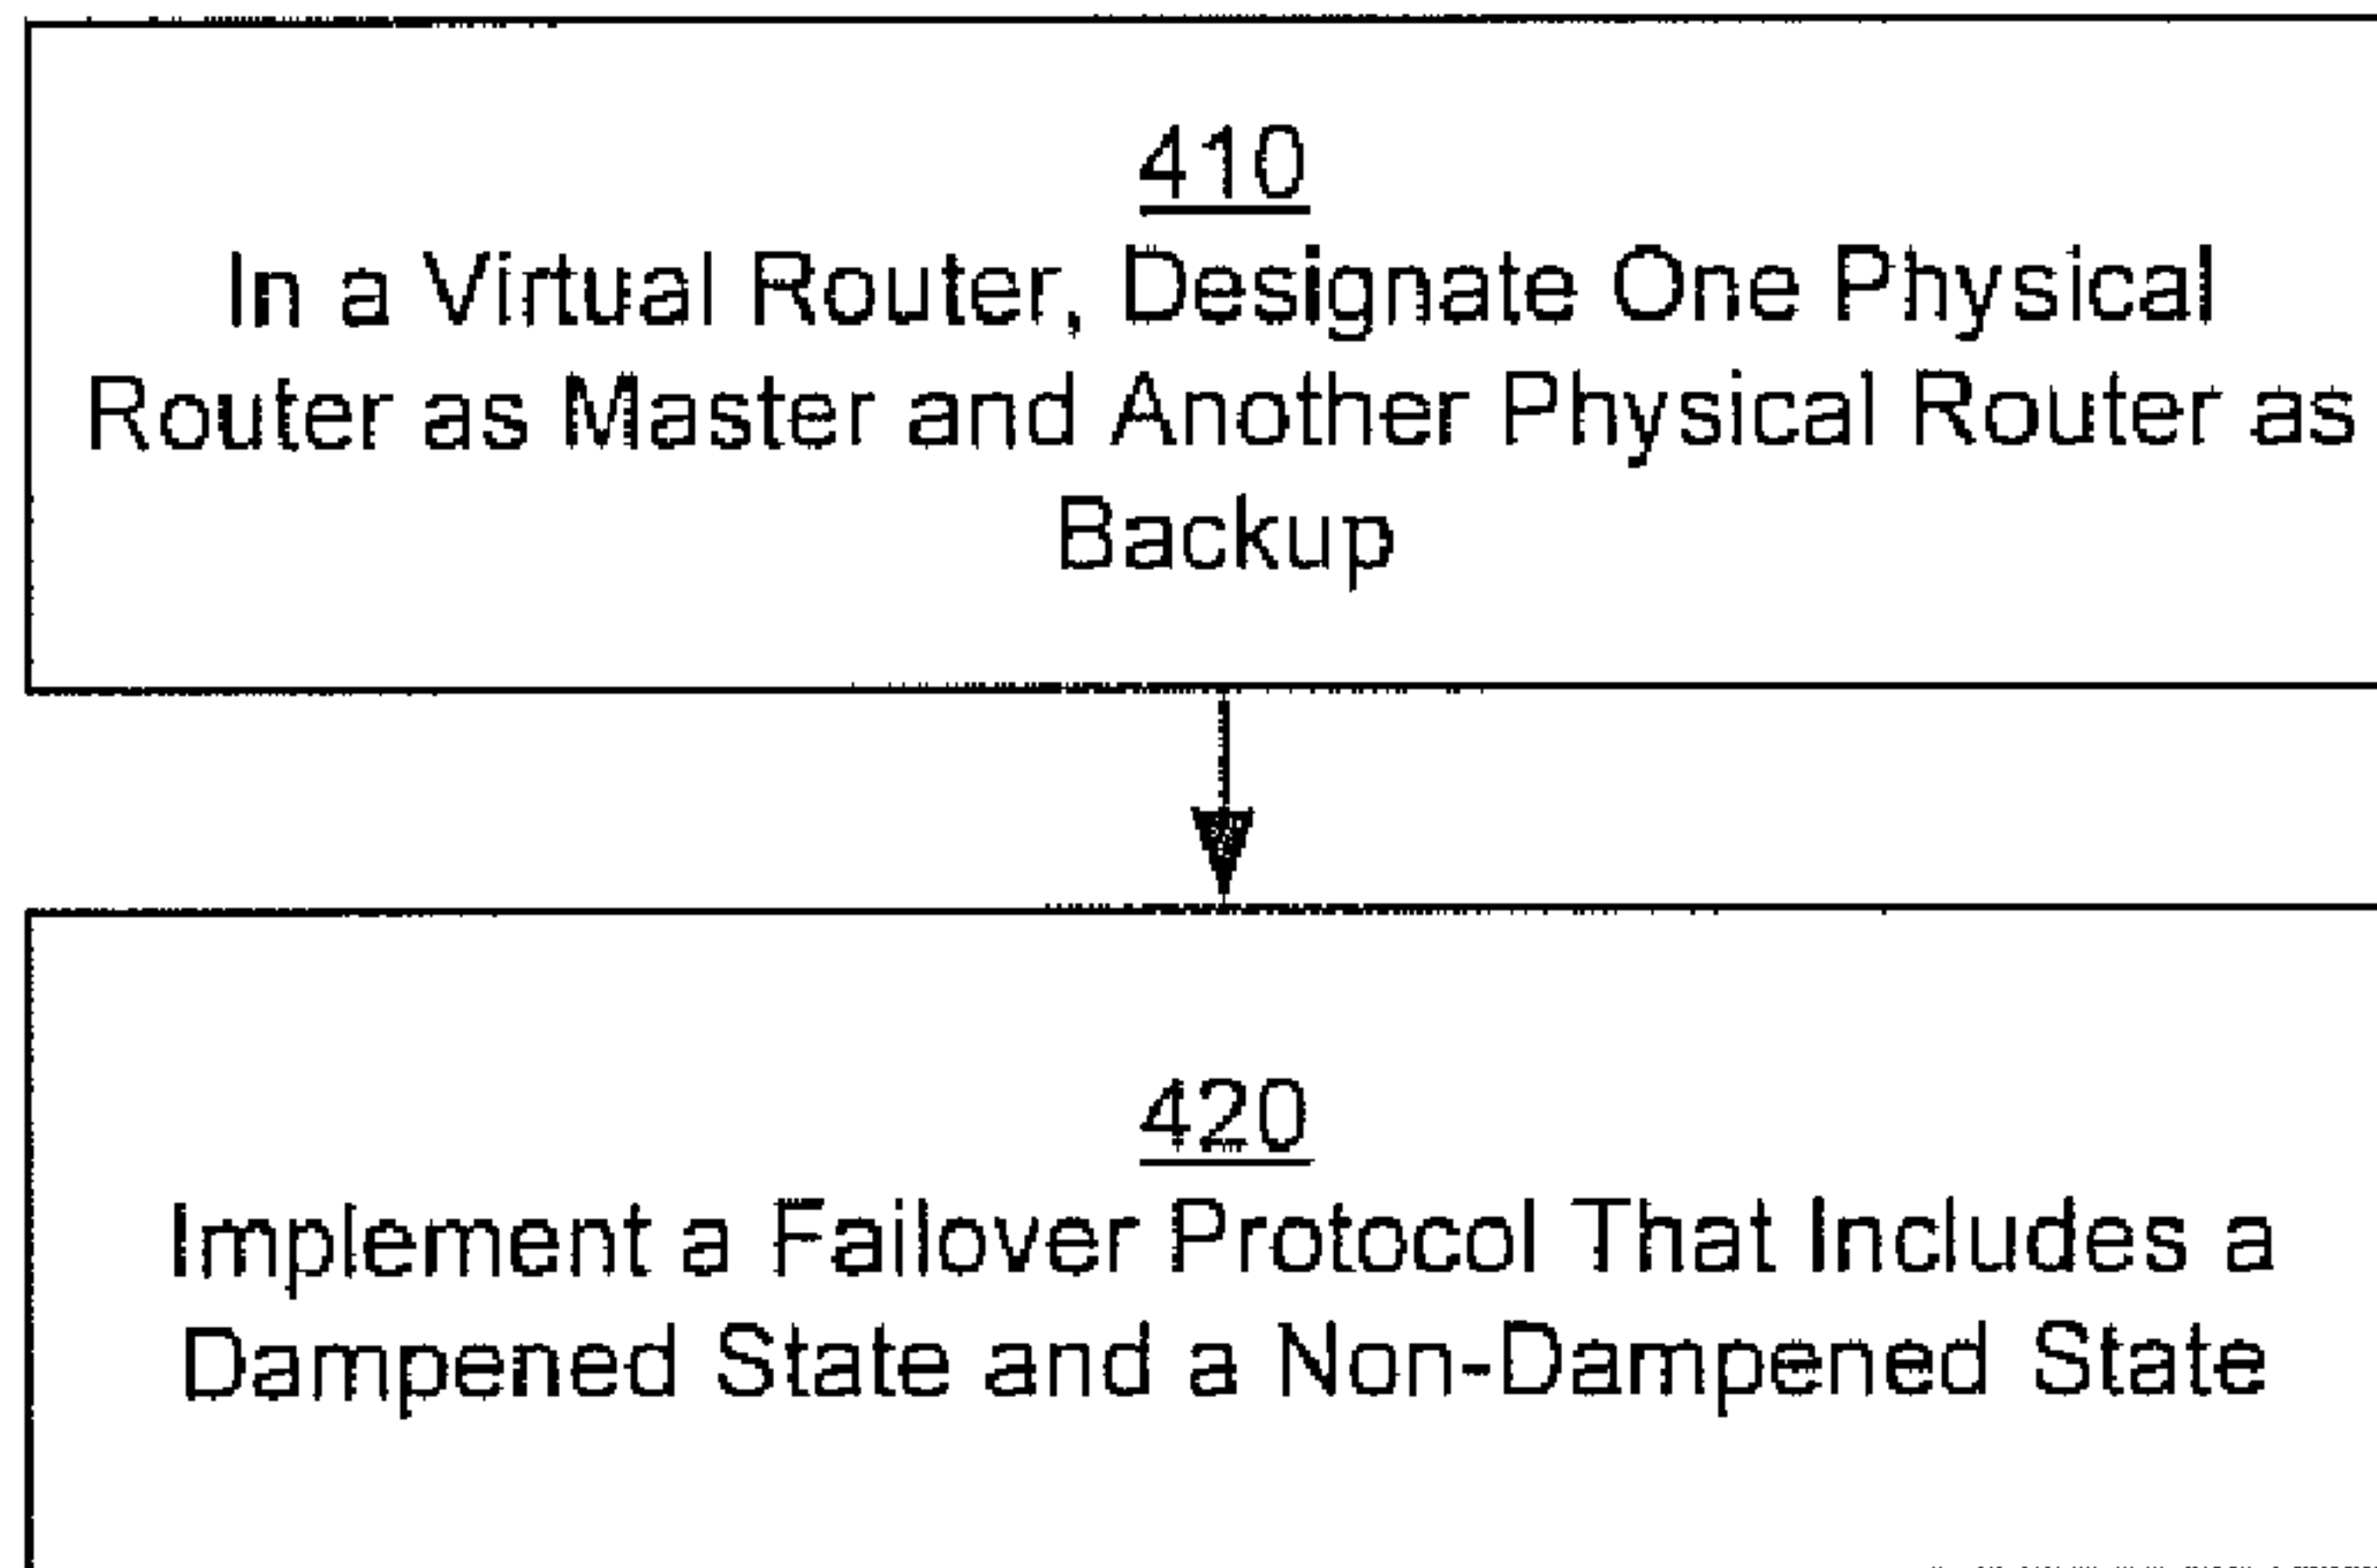 410
In a Virtual Router, Designate One Physical
Router as Master and Another Physical Router as
Backup
420
Implement a Failover Protocol That Includes a
Dampened State and a Non-Dampened State